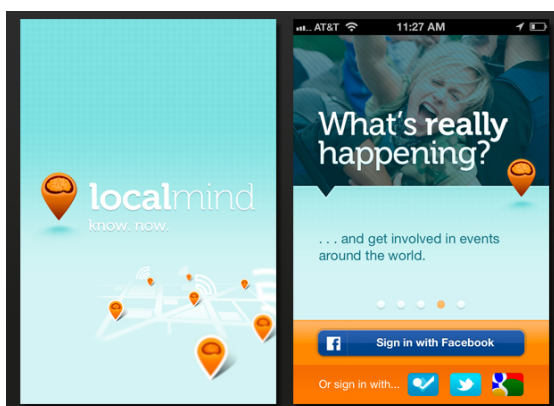 localmind
know. now.
AT&T 11:27 AM
What's really
happening?
. . . and get involved in events
around the world.
Sign in with Facebook
Or sign in with...